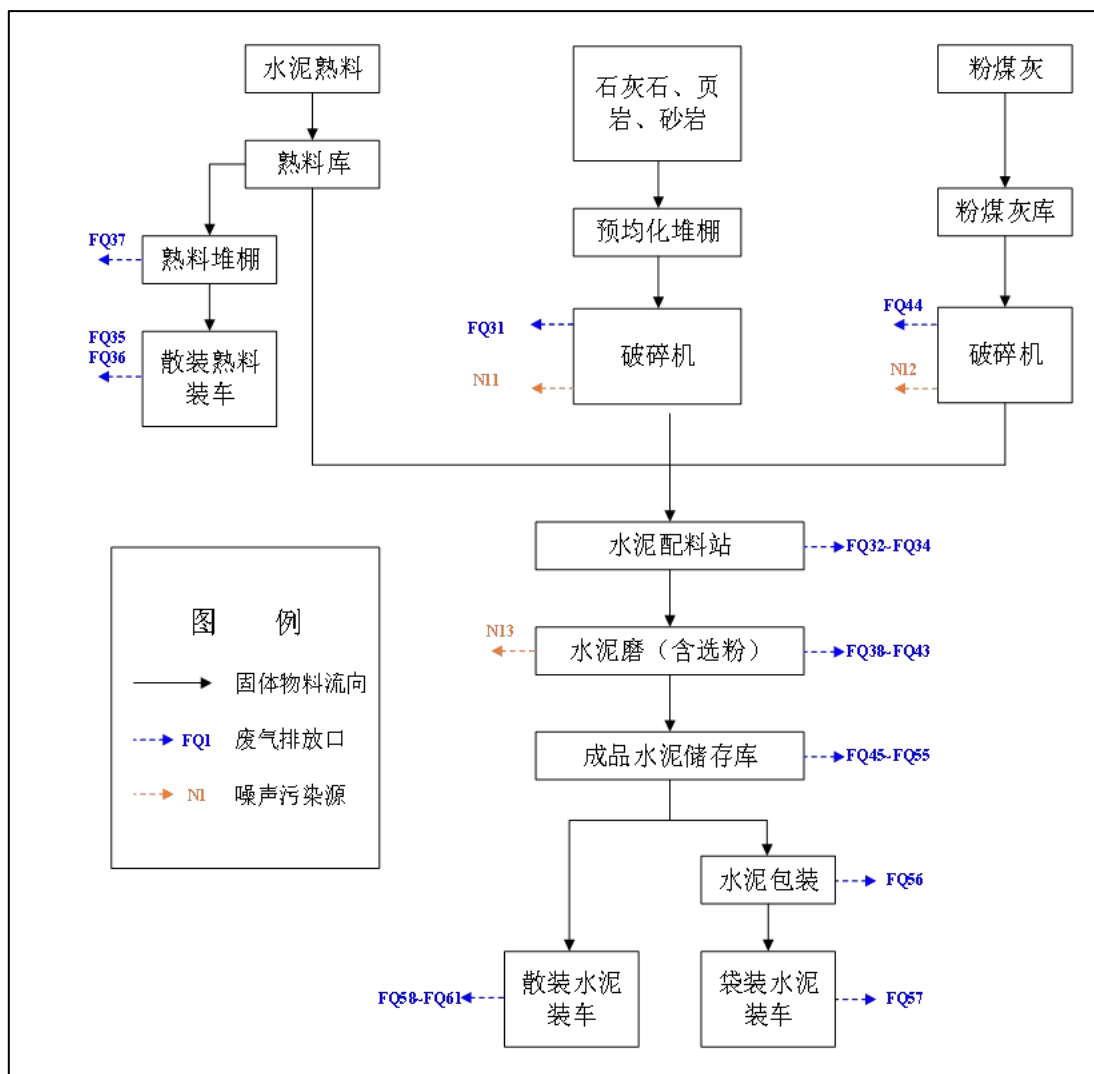 水泥熟料
石灰石、页
岩、砂岩
粉煤灰
熟料库
粉煤灰库
预均化堆棚
FQ37
熟料堆棚
FQ35
FQ36
散装熟料
装车
FQ31
N11
破碎机
FQ44
N12
破碎机
水泥配料站
FQ32~FQ34
N13
水泥磨（含选粉）
FQ38~FQ43
成品水泥储存库
FQ45~FQ55
图 例
固体物料流向
FQ1 废气排放口
N1 噪声污染源
水泥包装
FQ56
FQ58~FQ61
散装水泥
装车
袋装水泥
装车
FQ57